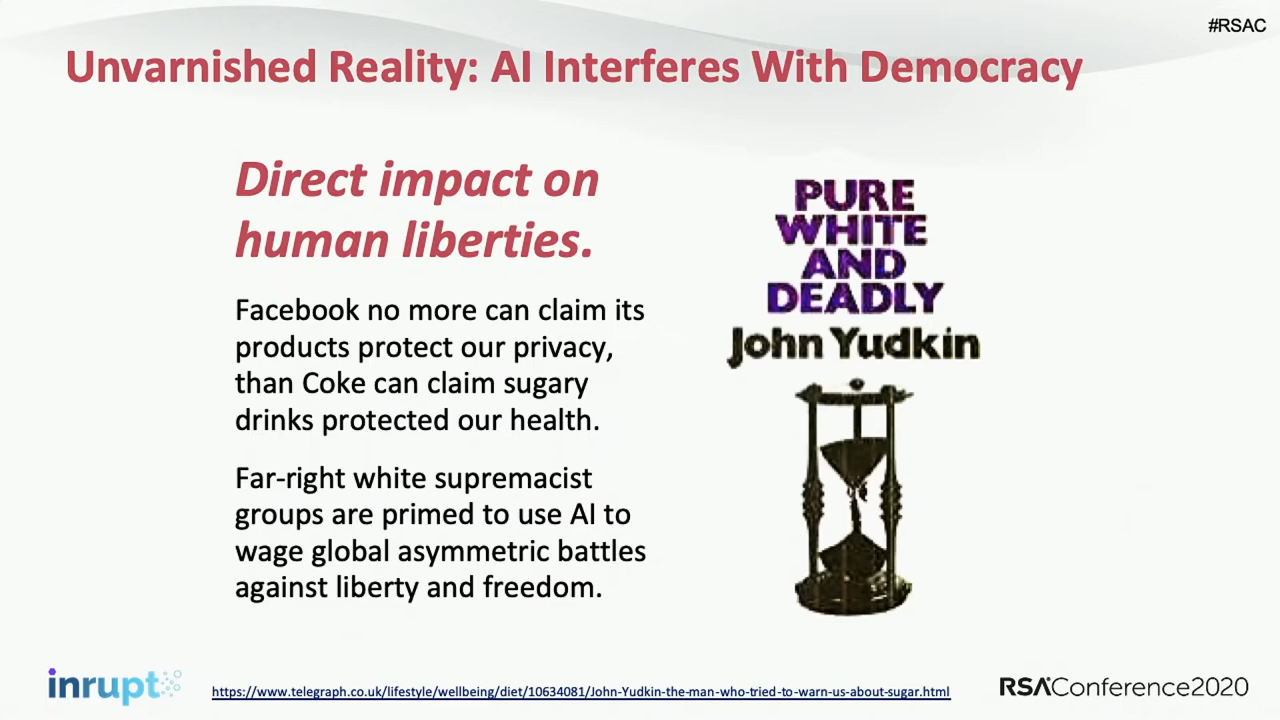 #RSAC
Unvarnished Reality: AI Interferes With Democracy
Direct impact on
human liberties.
Facebook no more can claim its
products protect our privacy,
than Coke can claim sugary
drinks protected our health.
Far-right white supremacist
groups are primed to use AI to
wage global asymmetric battles
against liberty and freedom.
PURE
WHITE
AND
DEADLY
John Yudkin
inrupt
https://www.telegraph.co.uk/lifestyle/wellbeing/diet/10634081/John-Yudkin-the-man-who-tried-to-warn-us-about-sugar.html
RSAConference2020